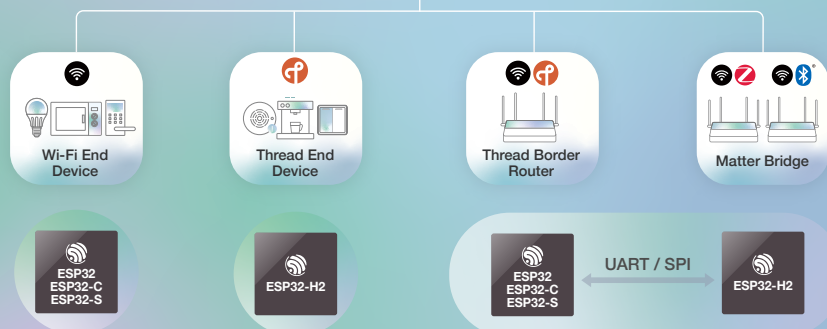 Wi-Fi End
Device
Thread End
Device
Thread Border
Router
Matter Bridge
ESP32
ESP32-C
ESP32-S
ESP32-H2
ESP32
ESP32-C
ESP32-S
UART / SPI
ESP32-H2